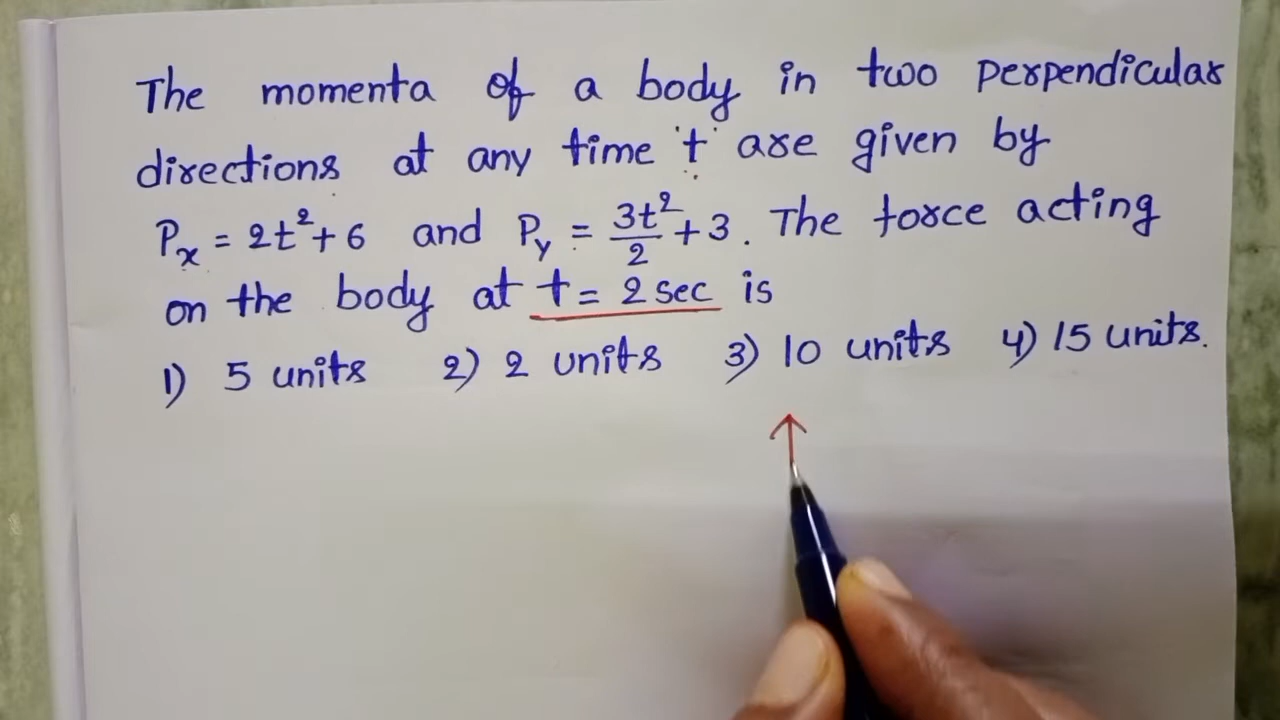 The momenta of a body in two perpendicular
directions at any time 't' are given by
Px = 2t²+6 and Py = 3t²/2 +3. The force acting
on the body at t = 2 sec is
1) 5 units 2) 2 units 3) 10 units 4) 15 units.